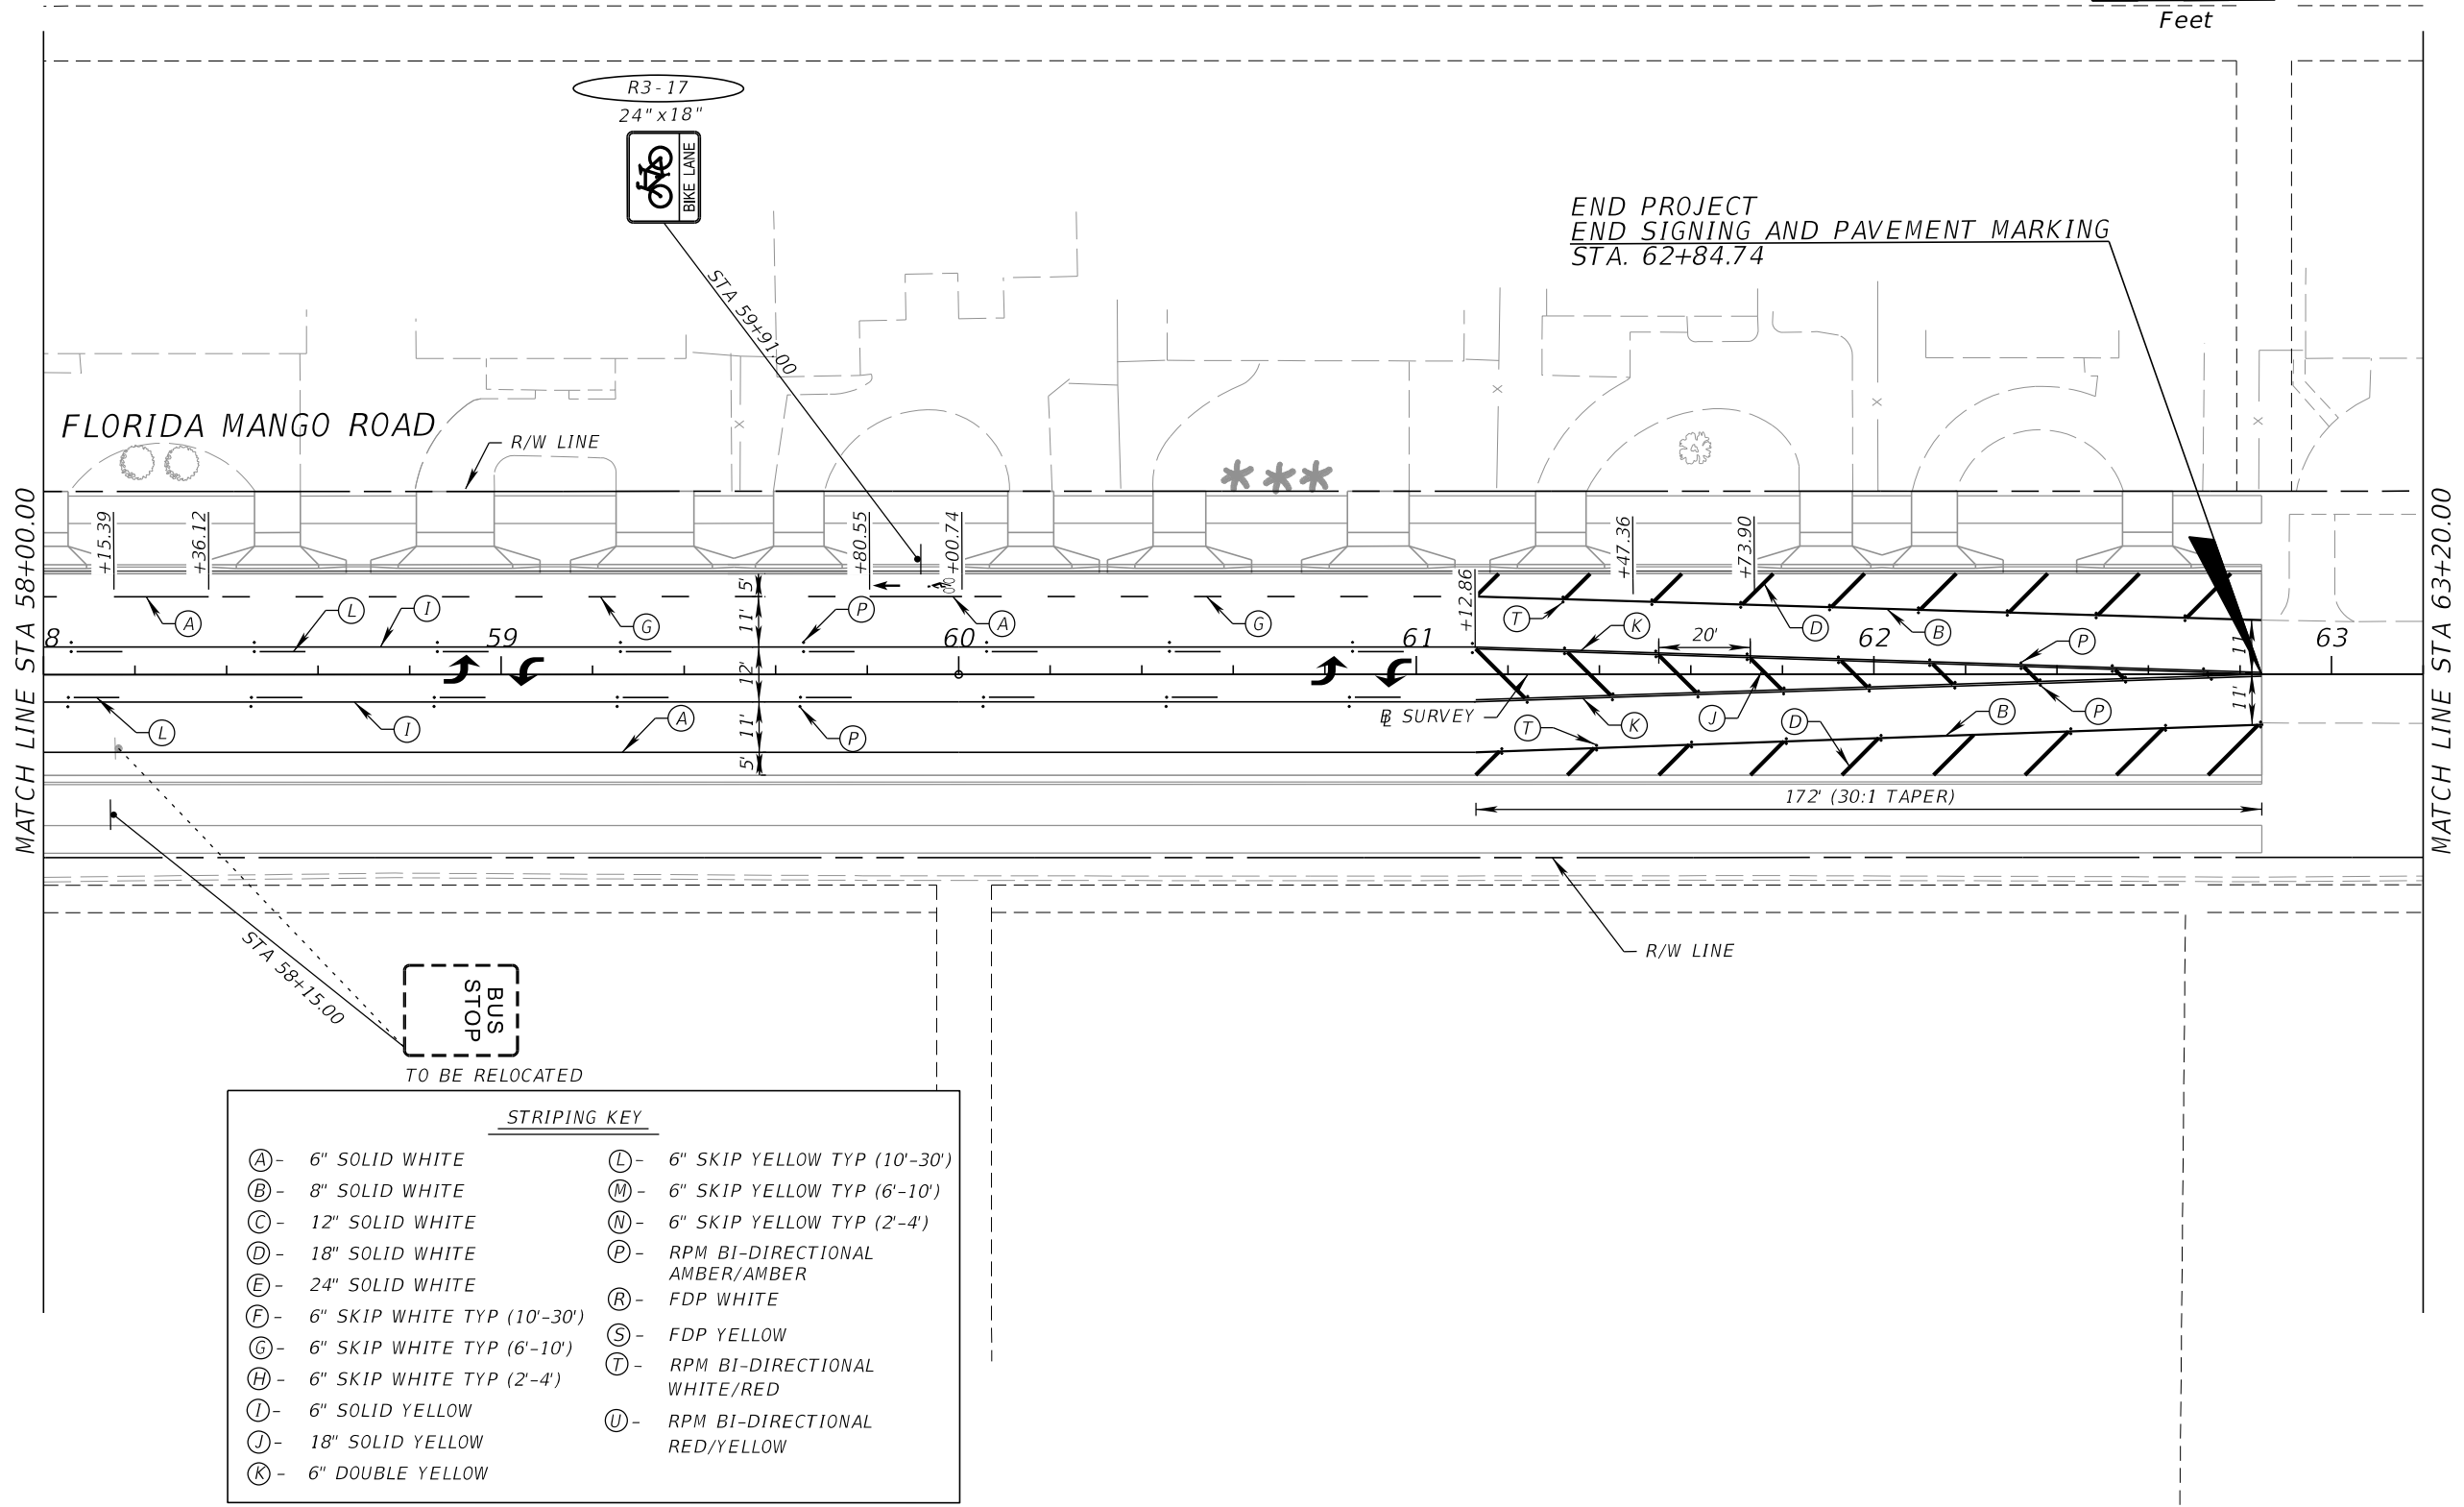 Feet
R3-17
24"x18"
BIKE LANE
STA 59+91.00
END PROJECT
END SIGNING AND PAVEMENT MARKING
STA. 62+84.74
FLORIDA MANGO ROAD
R/W LINE
MATCH LINE STA 58+00.00
MATCH LINE STA 63+20.00
+15.39
+36.12
+80.55
+00.74
+12.86
+47.36
+73.90
A
L
I
G
5'
11'
P
A
G
T
K
20'
D
B
P
8
59
60
61
62
63
12'
11'
11'
L
I
A
P
11'
5'
SURVEY
T
K
J
D
B
P
172' (30:1 TAPER)
R/W LINE
STA 58+15.00
BUS
STOP
TO BE RELOCATED
STRIPING KEY
A - 6" SOLID WHITE
B - 8" SOLID WHITE
C - 12" SOLID WHITE
D - 18" SOLID WHITE
E - 24" SOLID WHITE
F - 6" SKIP WHITE TYP (10'-30')
G - 6" SKIP WHITE TYP (6'-10')
H - 6" SKIP WHITE TYP (2'-4')
I - 6" SOLID YELLOW
J - 18" SOLID YELLOW
K - 6" DOUBLE YELLOW
L - 6" SKIP YELLOW TYP (10'-30')
M - 6" SKIP YELLOW TYP (6'-10')
N - 6" SKIP YELLOW TYP (2'-4')
P - RPM BI-DIRECTIONAL
AMBER/AMBER
R - FDP WHITE
S - FDP YELLOW
T - RPM BI-DIRECTIONAL
WHITE/RED
U - RPM BI-DIRECTIONAL
RED/YELLOW